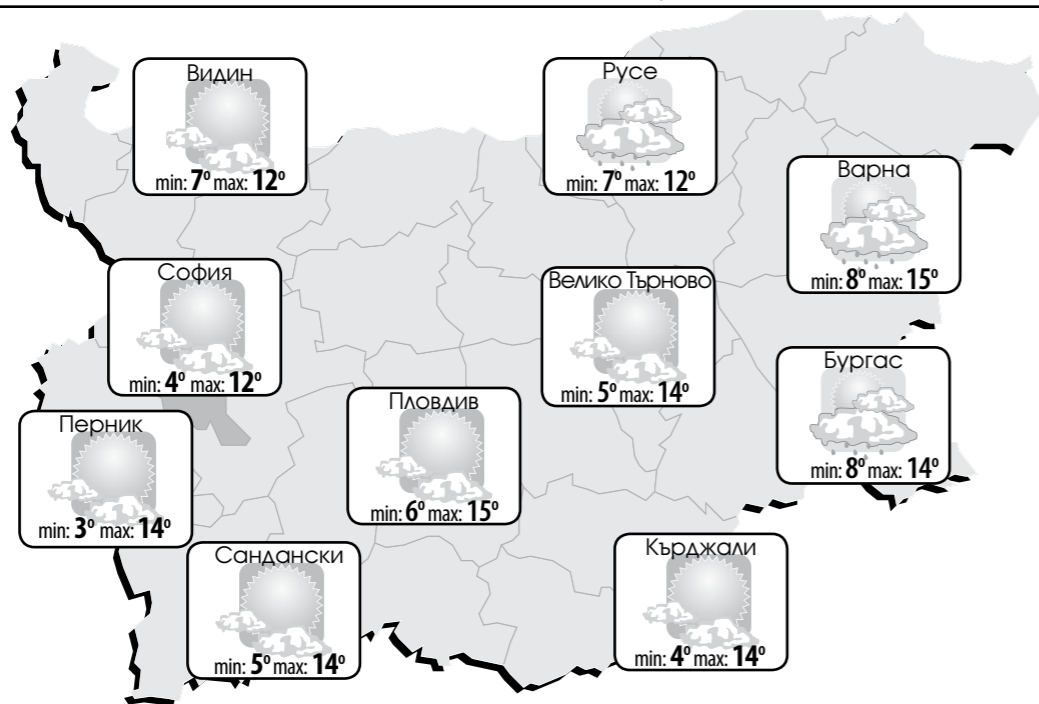 Видин
min: 7° max: 12°
Русе
min: 7° max: 12°
Варна
min: 8° max: 15°
София
min: 4° max: 12°
Велико Търново
min: 5° max: 14°
Бургас
min: 8° max: 14°
Пловдив
min: 6° max: 15°
Перник
min: 3° max: 14°
Сандански
min: 5° max: 14°
Кърджали
min: 4° max: 14°